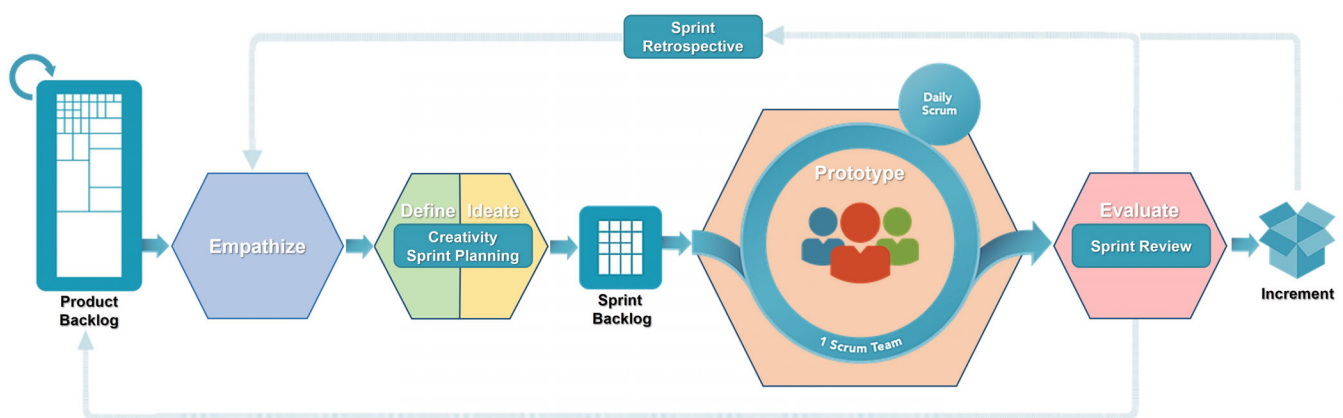 Sprint
Retrospective
Daily
Scrum
Prototype
Define
Ideate
Evaluate
Empathize
Creativity
Sprint Planning
Sprint Review
Product
Backlog
Sprint
Backlog
1 Scrum Team
Increment